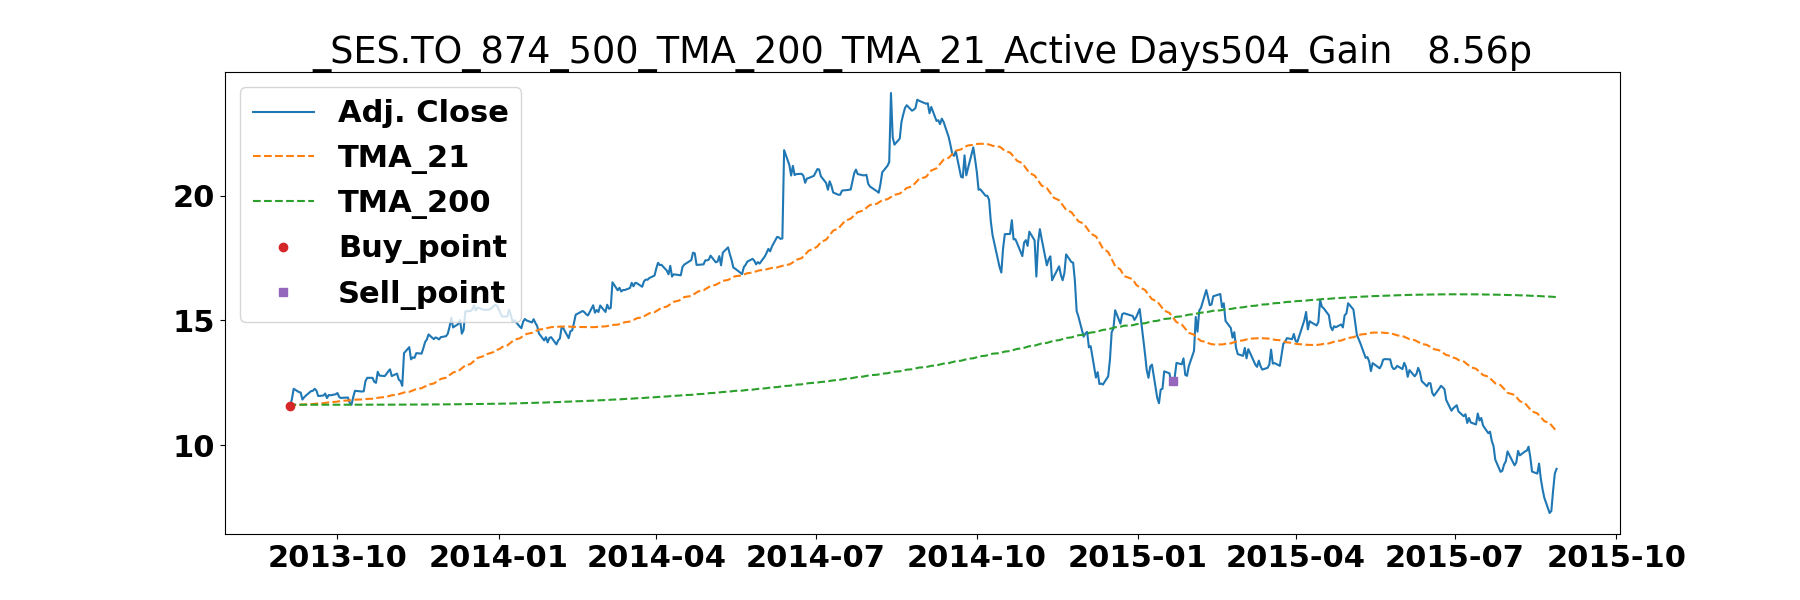 _SES.TO_874_500_TMA_200_TMA_21_Active Days504_Gain   8.56p
Adj. Close
TMA_21
TMA_200
Buy_point
Sell_point
20
15
10
2013-10 2014-01 2014-04 2014-07 2014-10 2015-01 2015-04 2015-07 2015-10